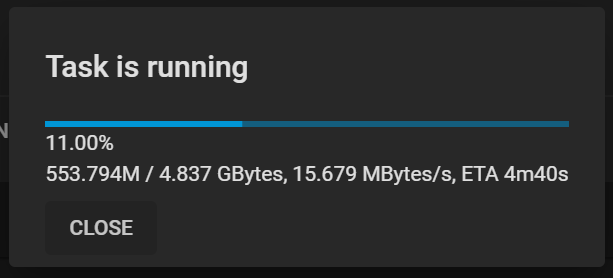 Task is running
11.00%
553.794M / 4.837 GBytes, 15.679 MBytes/s, ETA 4m40s
N
CLOSE